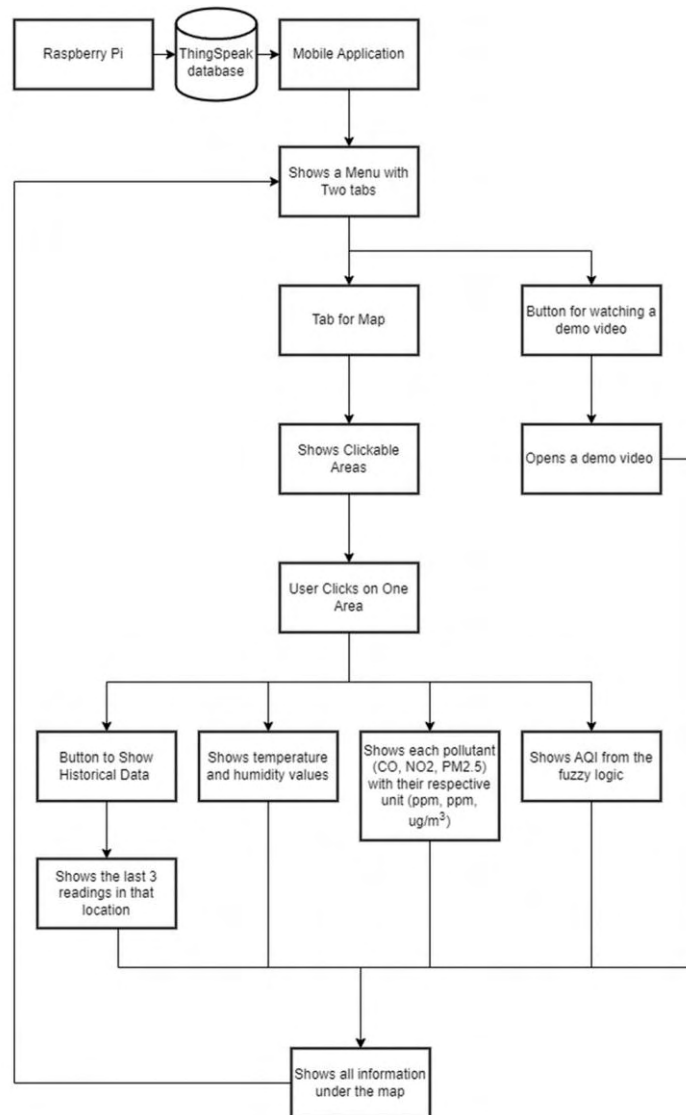 Raspberry Pi
ThingSpeak
database
Mobile Application
Shows a Menu with
Two tabs
Tab for Map
Button for watching a
demo video
Shows Clickable
Areas
Opens a demo video
User Clicks on One
Area
Button to Show
Historical Data
Shows temperature
and humidity values
Shows each pollutant
(CO, NO2, PM2.5)
with their respective
unit (ppm, ppm,
ug/m³)
Shows AQI from the
fuzzy logic
Shows the last 3
readings in that
location
Shows all information
under the map